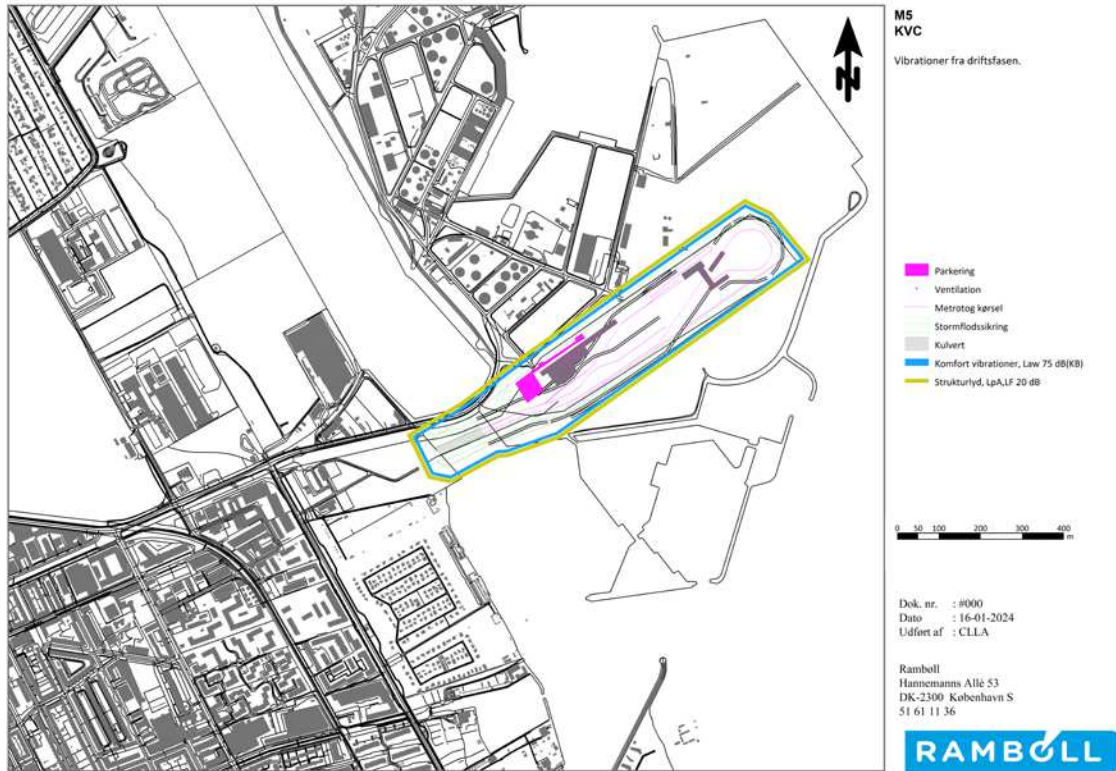 M5
KVC
Vibrationer fra driftsfasen.
N
Parkering
Ventilation
Metrotog kørsel
Stormflodssikring
Kulvert
Komfort vibrationer, Law 75 dB(KB)
Strukturlyd, LpA,LF 20 dB
0 50 100 200 300 400
m
Dok. nr. : #000
Dato : 16-01-2024
Udført af : CLLA
Rambøll
Hannemanns Allé 53
DK-2300 København S
51 61 11 36
RAMBOLL